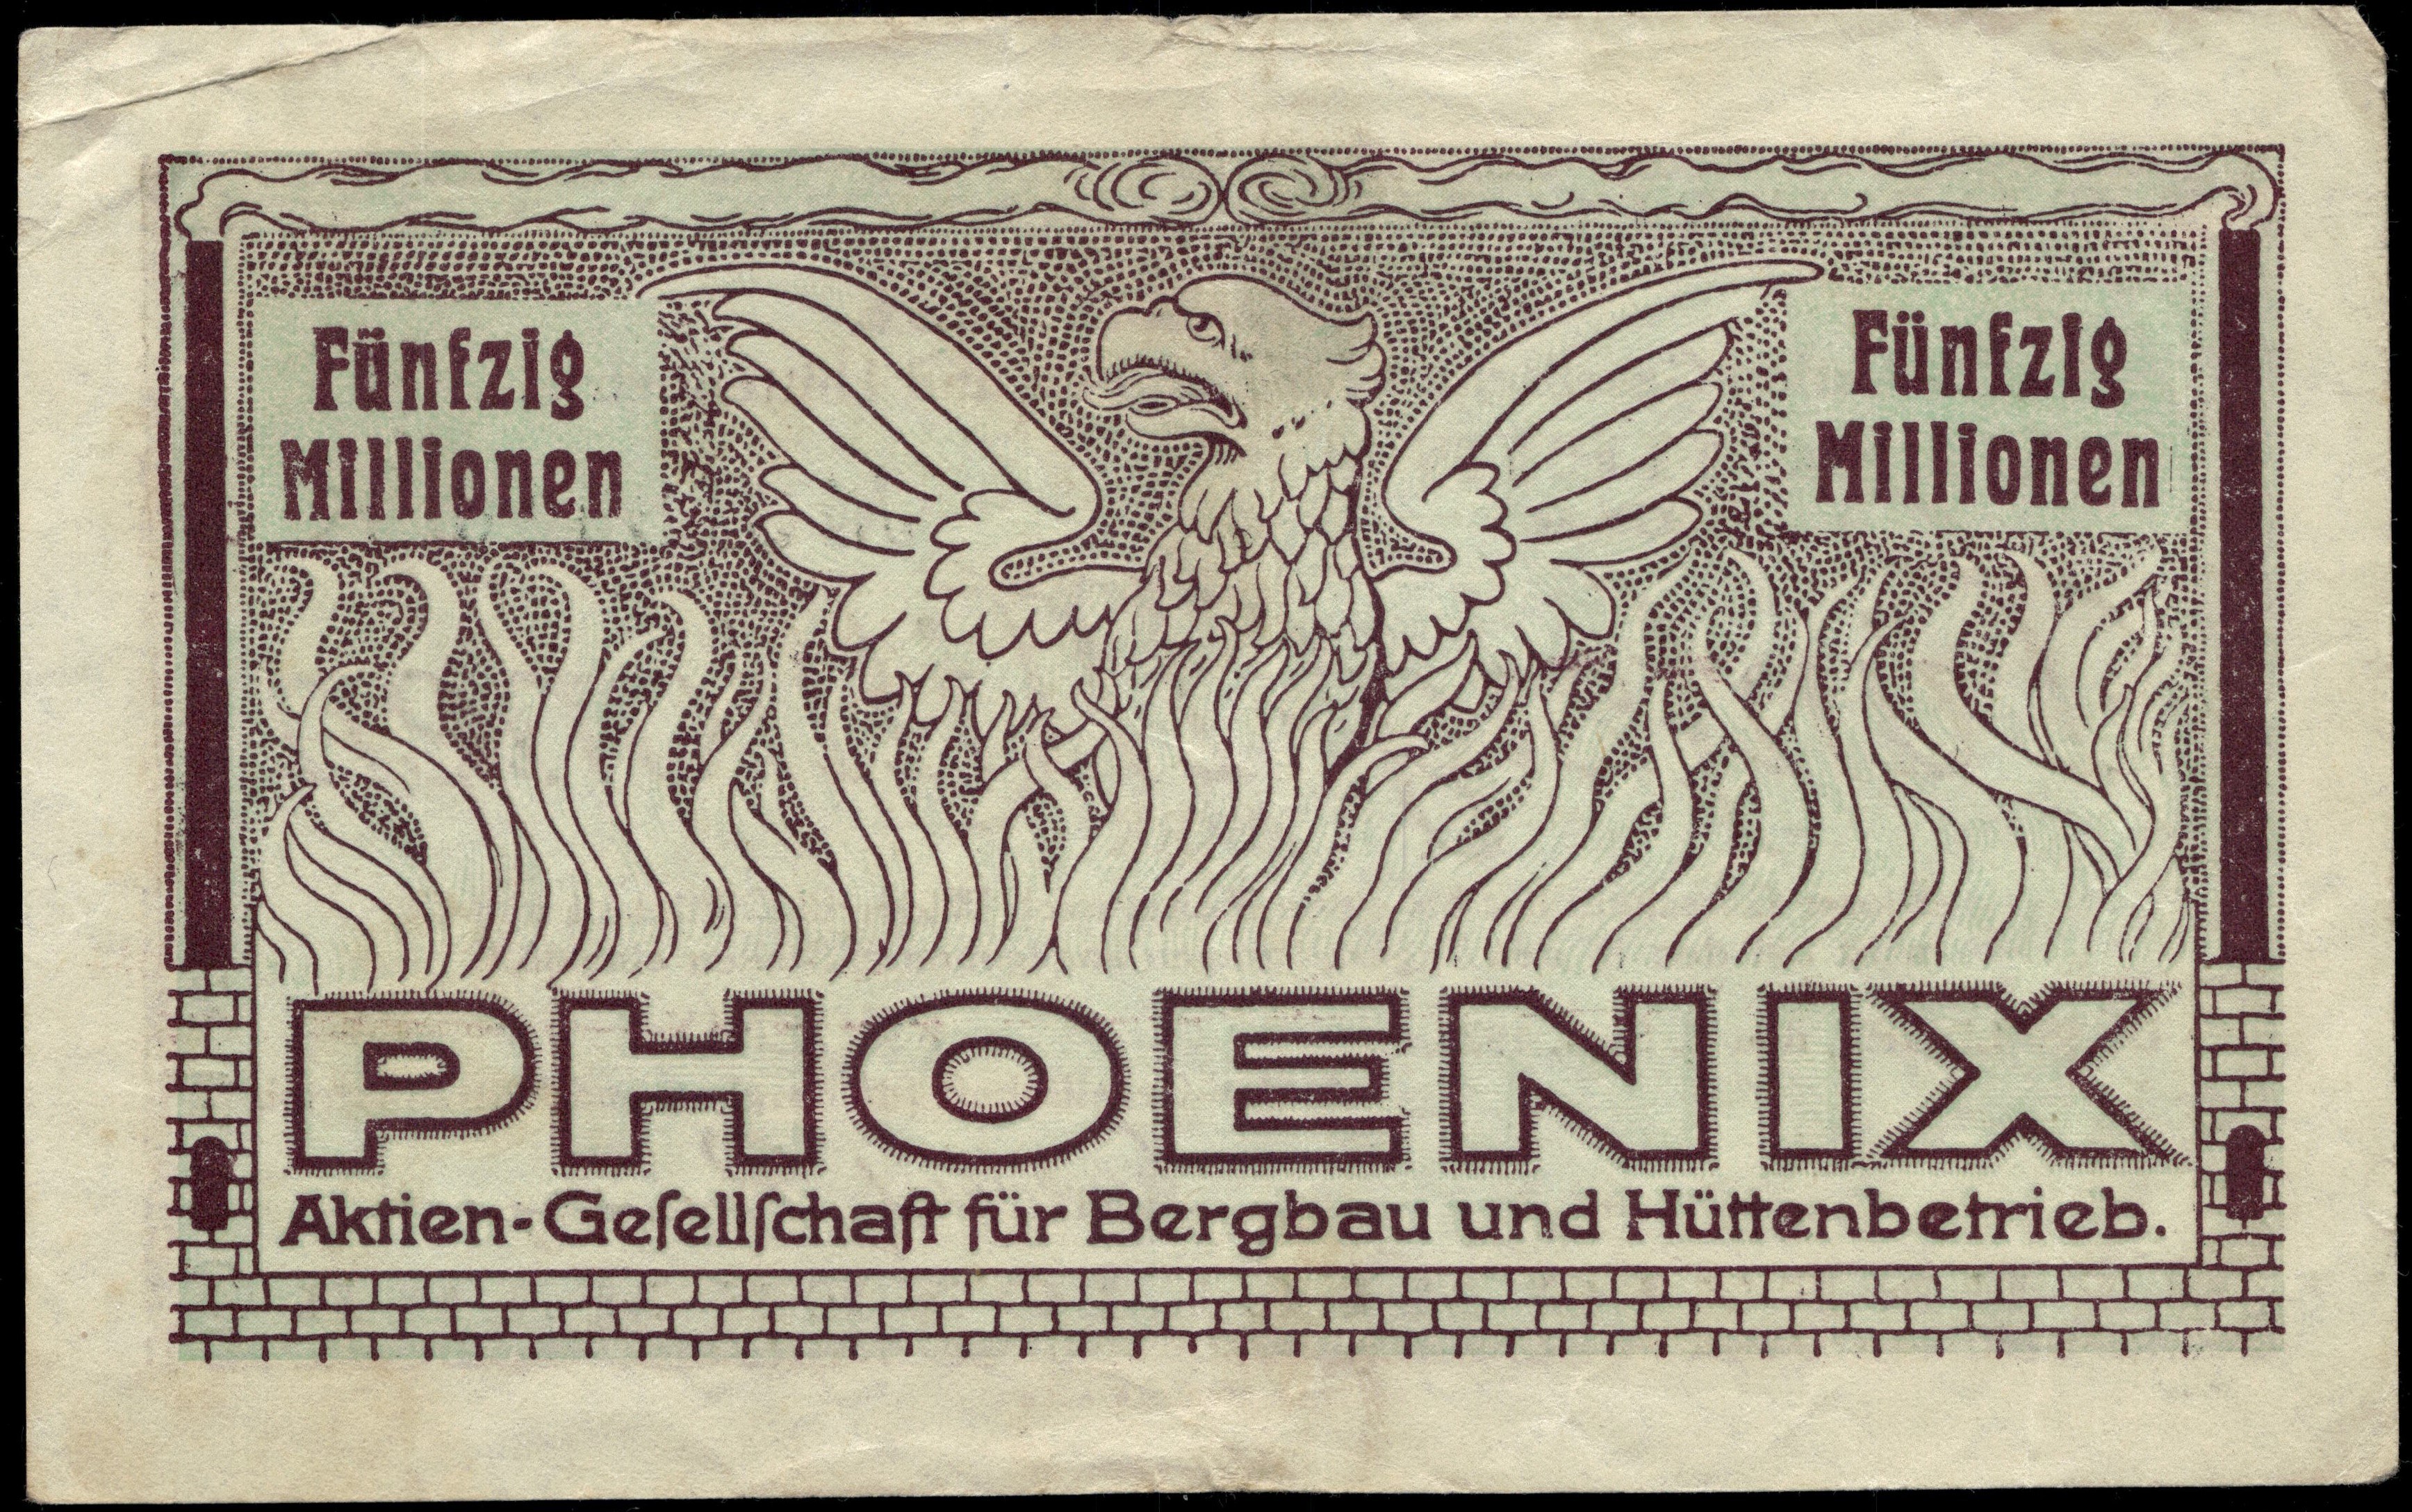 Fünfzig
Millionen
Fünfzig
Millionen
PHOENIX
Aktien-Geſellſchaft für Bergbau und Hüttenbetrieb.